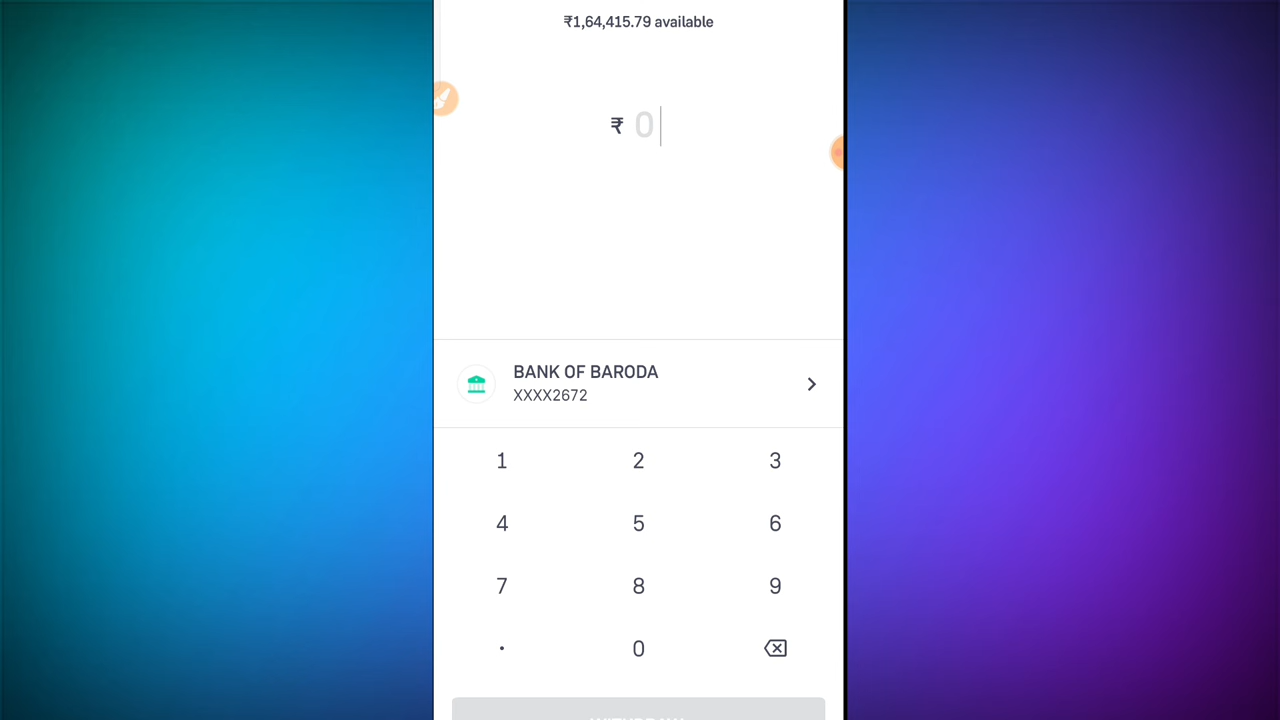 ₹1,64,415.79 available
₹ 0
BANK OF BARODA
XXXX2672
1 2 3
4 5 6
7 8 9
. 0